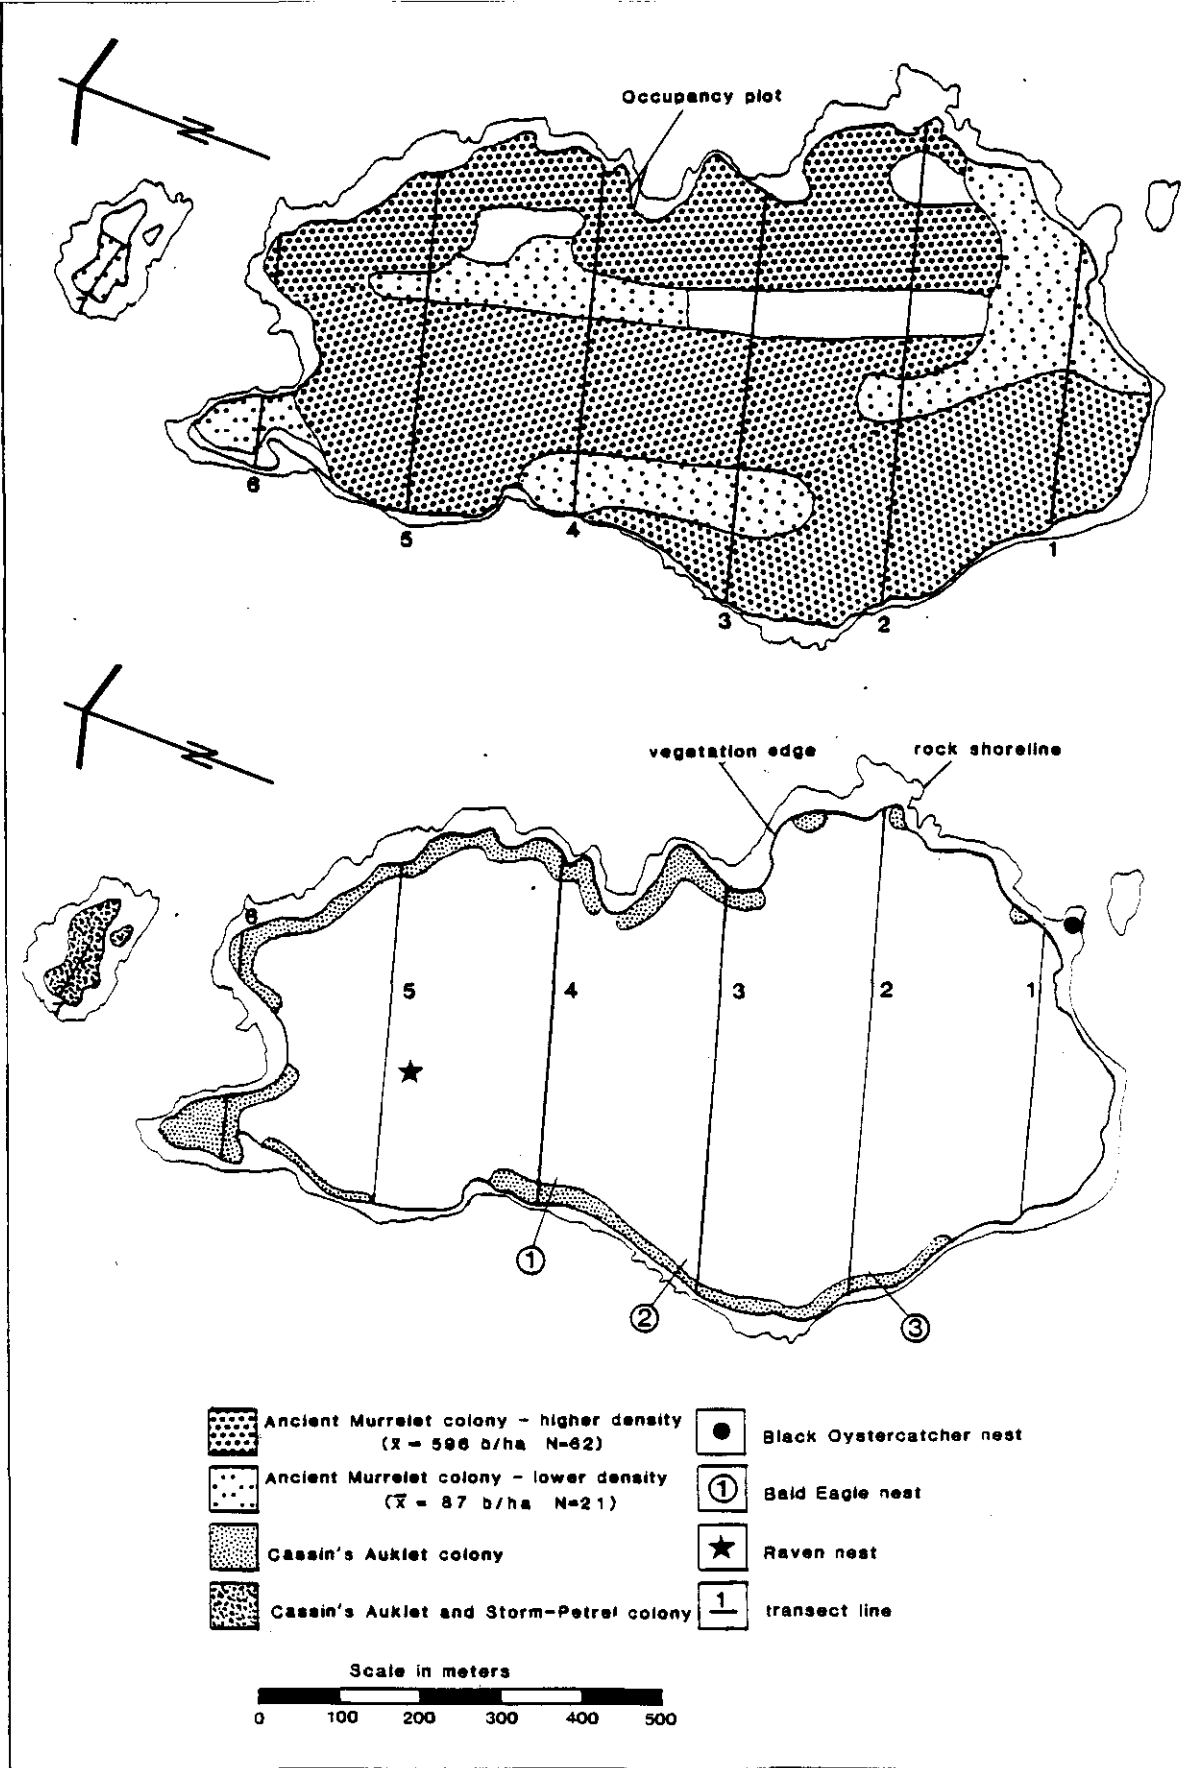 Occupancy plot
6
5
4
3
2
1
vegetation edge
rock shoreline
6
5
4
3
2
1
1
2
3
Ancient Murrelet colony - higher density
(x̄ = 596 b/ha N=62)
Ancient Murrelet colony - lower density
(x̄ = 87 b/ha N=21)
Cassin's Auklet colony
Cassin's Auklet and Storm-Petrel colony
Black Oystercatcher nest
1 Bald Eagle nest
Raven nest
1 transect line
Scale in meters
0 100 200 300 400 500